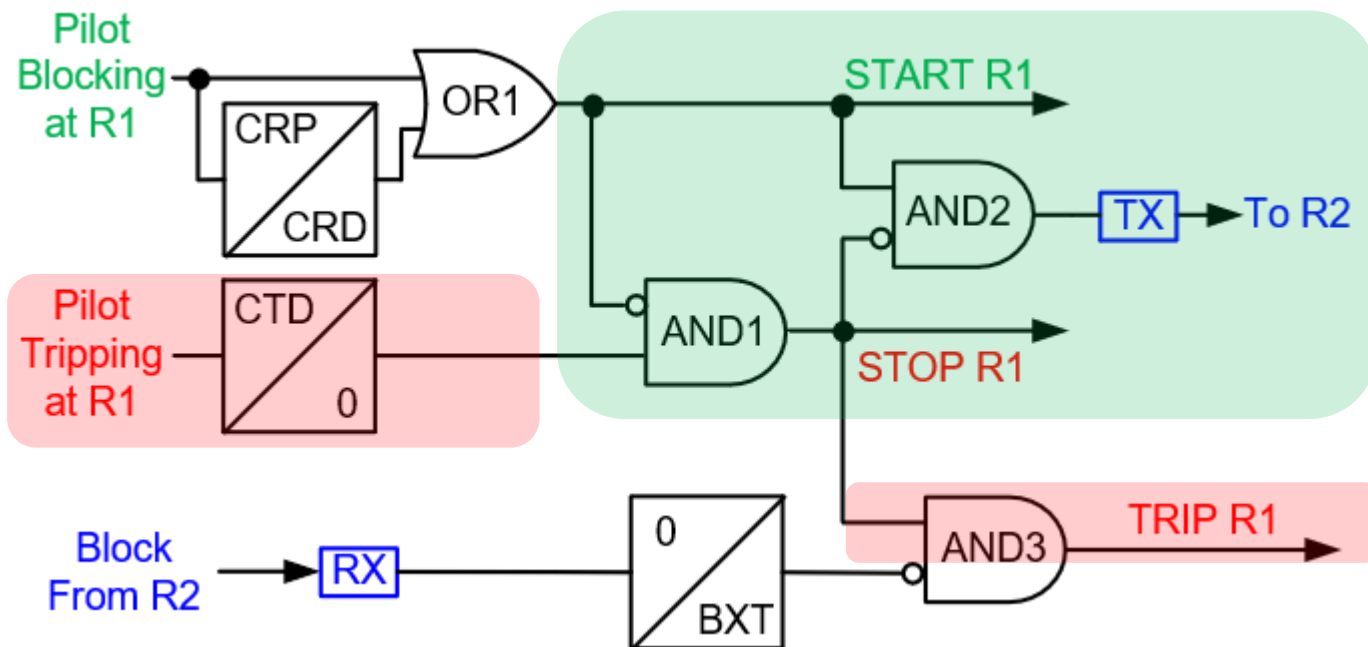 Pilot
Blocking
at R1
CRP
CRD
OR1
START R1
AND2
TX
To R2
Pilot
Tripping
at R1
CTD
0
AND1
STOP R1
Block
From R2
RX
0
BXT
AND3
TRIP R1